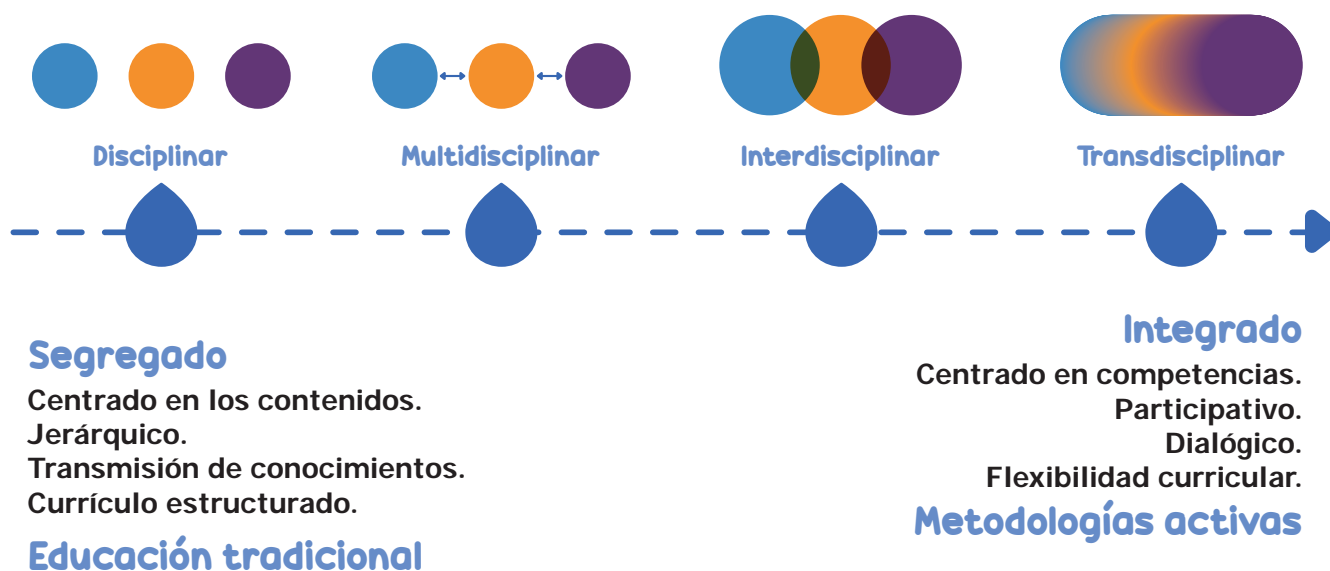 Disciplinar
Multidisciplinar
Interdisciplinar
Transdisciplinar
Segregado
Centrado en los contenidos.
Jerárquico.
Transmisión de conocimientos.
Currículo estructurado.
Educación tradicional
Integrado
Centrado en competencias.
Participativo.
Dialógico.
Flexibilidad curricular.
Metodologías activas